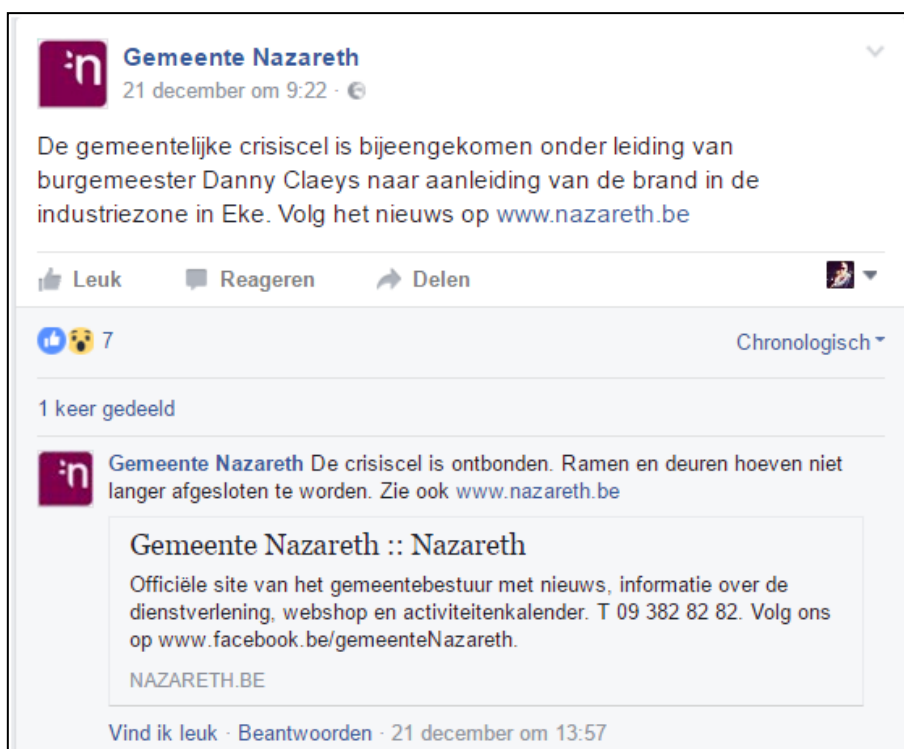 :n
Gemeente Nazareth
21 december om 9:22 ·
De gemeentelijke crisiscel is bijeengekomen onder leiding van
burgemeester Danny Claeys naar aanleiding van de brand in de
industriezone in Eke. Volg het nieuws op www.nazareth.be
Leuk Reageren Delen
7 Chronologisch
1 keer gedeeld
:n
Gemeente Nazareth De crisiscel is ontbonden. Ramen en deuren hoeven niet
langer afgesloten te worden. Zie ook www.nazareth.be
Gemeente Nazareth :: Nazareth
Officiële site van het gemeentebestuur met nieuws, informatie over de
dienstverlening, webshop en activiteitenkalender. T 09 382 82 82. Volg ons
op www.facebook.be/gemeenteNazareth.
NAZARETH.BE
Vind ik leuk · Beantwoorden · 21 december om 13:57